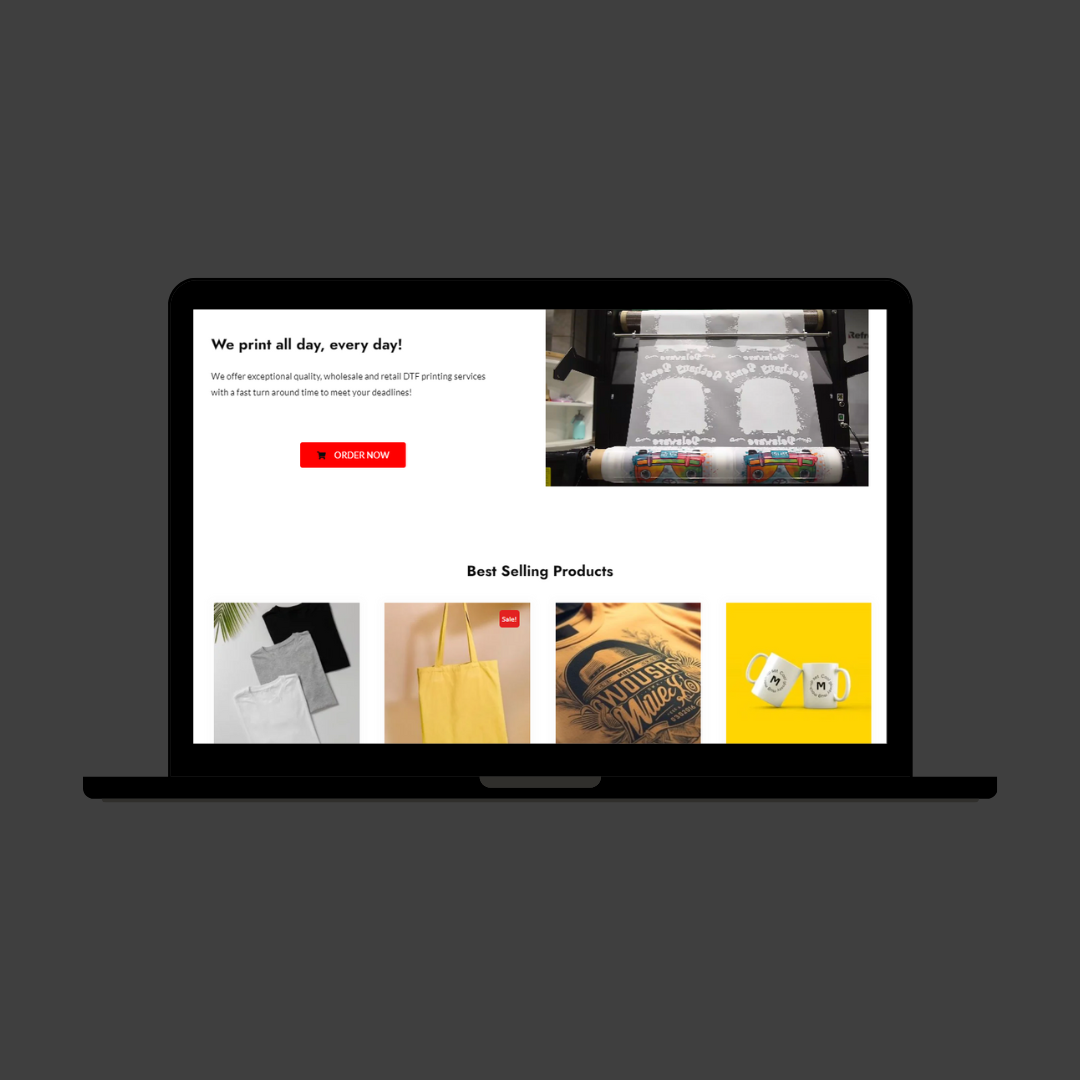 We print all day, every day!
We offer exceptional quality, wholesale and retail DTF printing services
with a fast turn around time to meet your deadlines!
ORDER NOW
Best Selling Products
Sale!
M
M